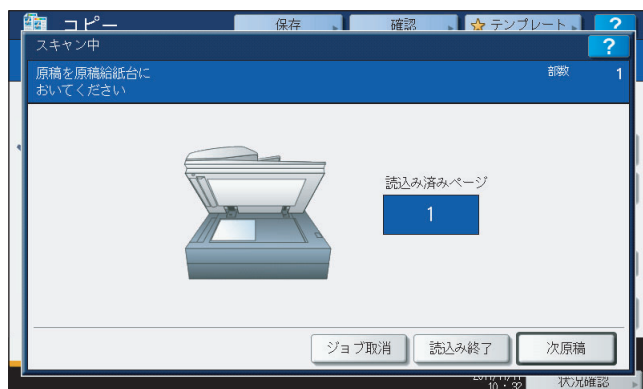 コピー
保存
確認
テンプレート
?
スキャン中
?
原稿を原稿給紙台に
おいてください
部数 1
読込み済みページ
1
ジョブ取消
読込み終了
次原稿
10:32
状況確認